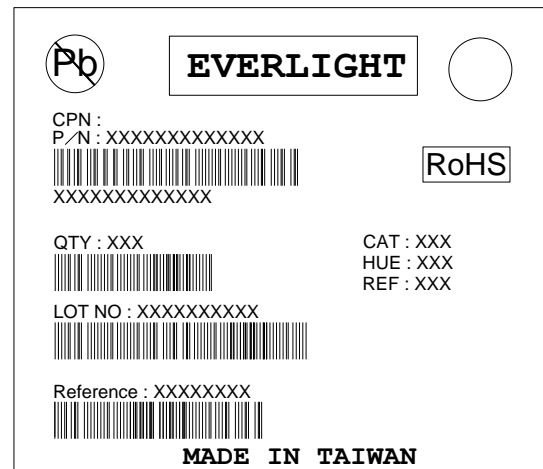 Pb
EVERLIGHT
CPN :
P/N : XXXXXXXXXXXXX
RoHS
XXXXXXXXXXXXX
QTY : XXX
CAT : XXX
HUE : XXX
REF : XXX
LOT NO : XXXXXXXXXX
Reference : XXXXXXXX
MADE IN TAIWAN